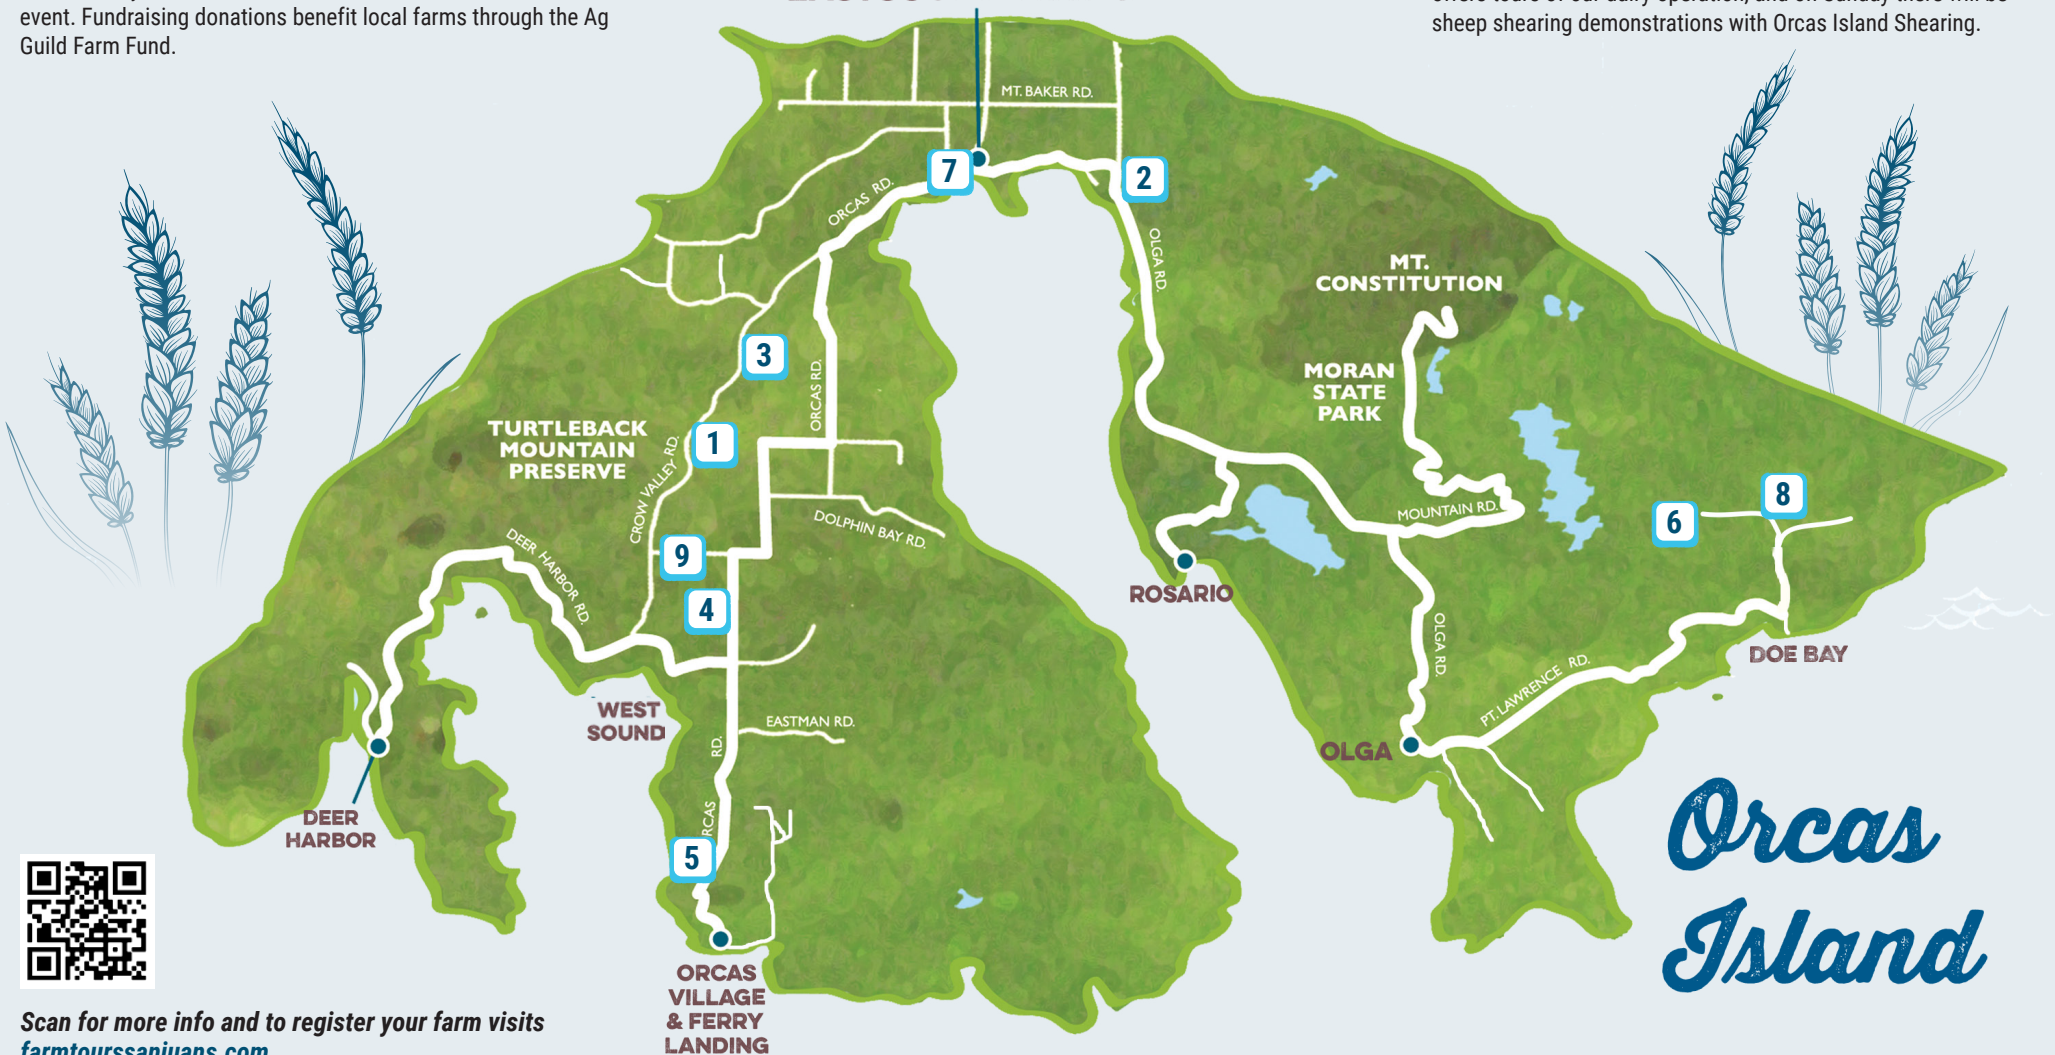 event. Fundraising donations benefit local farms through the Ag
Guild Farm Fund.
sheep shearing demonstrations with Orcas Island Shearing.
MT. BAKER RD.
7
2
ORCAS RD.
OLGA RD.
MT.
CONSTITUTION
3
MORAN
STATE
PARK
ORCAS RD.
TURTLEBACK
MOUNTAIN
PRESERVE
1
CROW VALLEY RD.
8
6
MOUNTAIN RD.
DOLPHIN BAY RD.
DEER HARBOR RD.
9
4
ROSARIO
OLGA RD.
DOE BAY
PT. LAWRENCE RD.
WEST
SOUND
EASTMAN RD.
OLGA
ORCAS RD.
DEER
HARBOR
5
Orcas
Island
ORCAS
VILLAGE
& FERRY
LANDING
Scan for more info and to register your farm visits
farmtourssanjuans.com